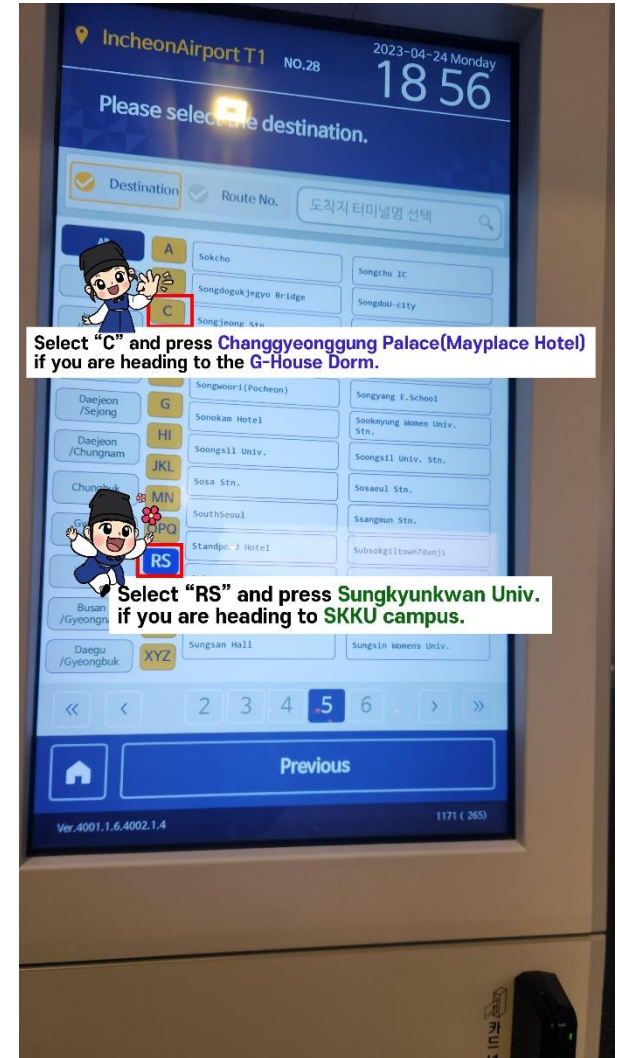 IncheonAirport T1 NO.28
2023-04-24 Monday
18 56
Please select the destination.
Destination
Route No.
도착지 터미널명 선택
All
A
Sokcho
Songchu IC
Songdogukjegyo Bridge
SongdoU-city
C
Songjeong Stn.
Select “C” and press Changgyeonggung Palace(Mayplace Hotel)
if you are heading to the G-House Dorm.
Songwoori(Pocheon)
Songyang E.School
Daejeon
/Sejong
G
Sonokam Hotel
Sookmyung Women Univ.
Stn.
Daejeon
/Chungnam
HI
Soongsil Univ.
Soongsil Univ. Stn.
JKL
Sosa Stn.
Sosaeul Stn.
Chungbuk
MN
SouthSeoul
Ssangmun Stn.
OPQ
Hotel
Subsokgiltown7danji
RS
Select “RS” and press Sungkyunkwan Univ.
if you are heading to SKKU campus.
Busan
Daegu
/Gyeongbuk
XYZ
Sungsan Hall
Sungsin Womens Univ.
« ‹ 2 3 4 5 6 › »
Previous
Ver.4001.1.6.4002.1.4
1171 ( 265)